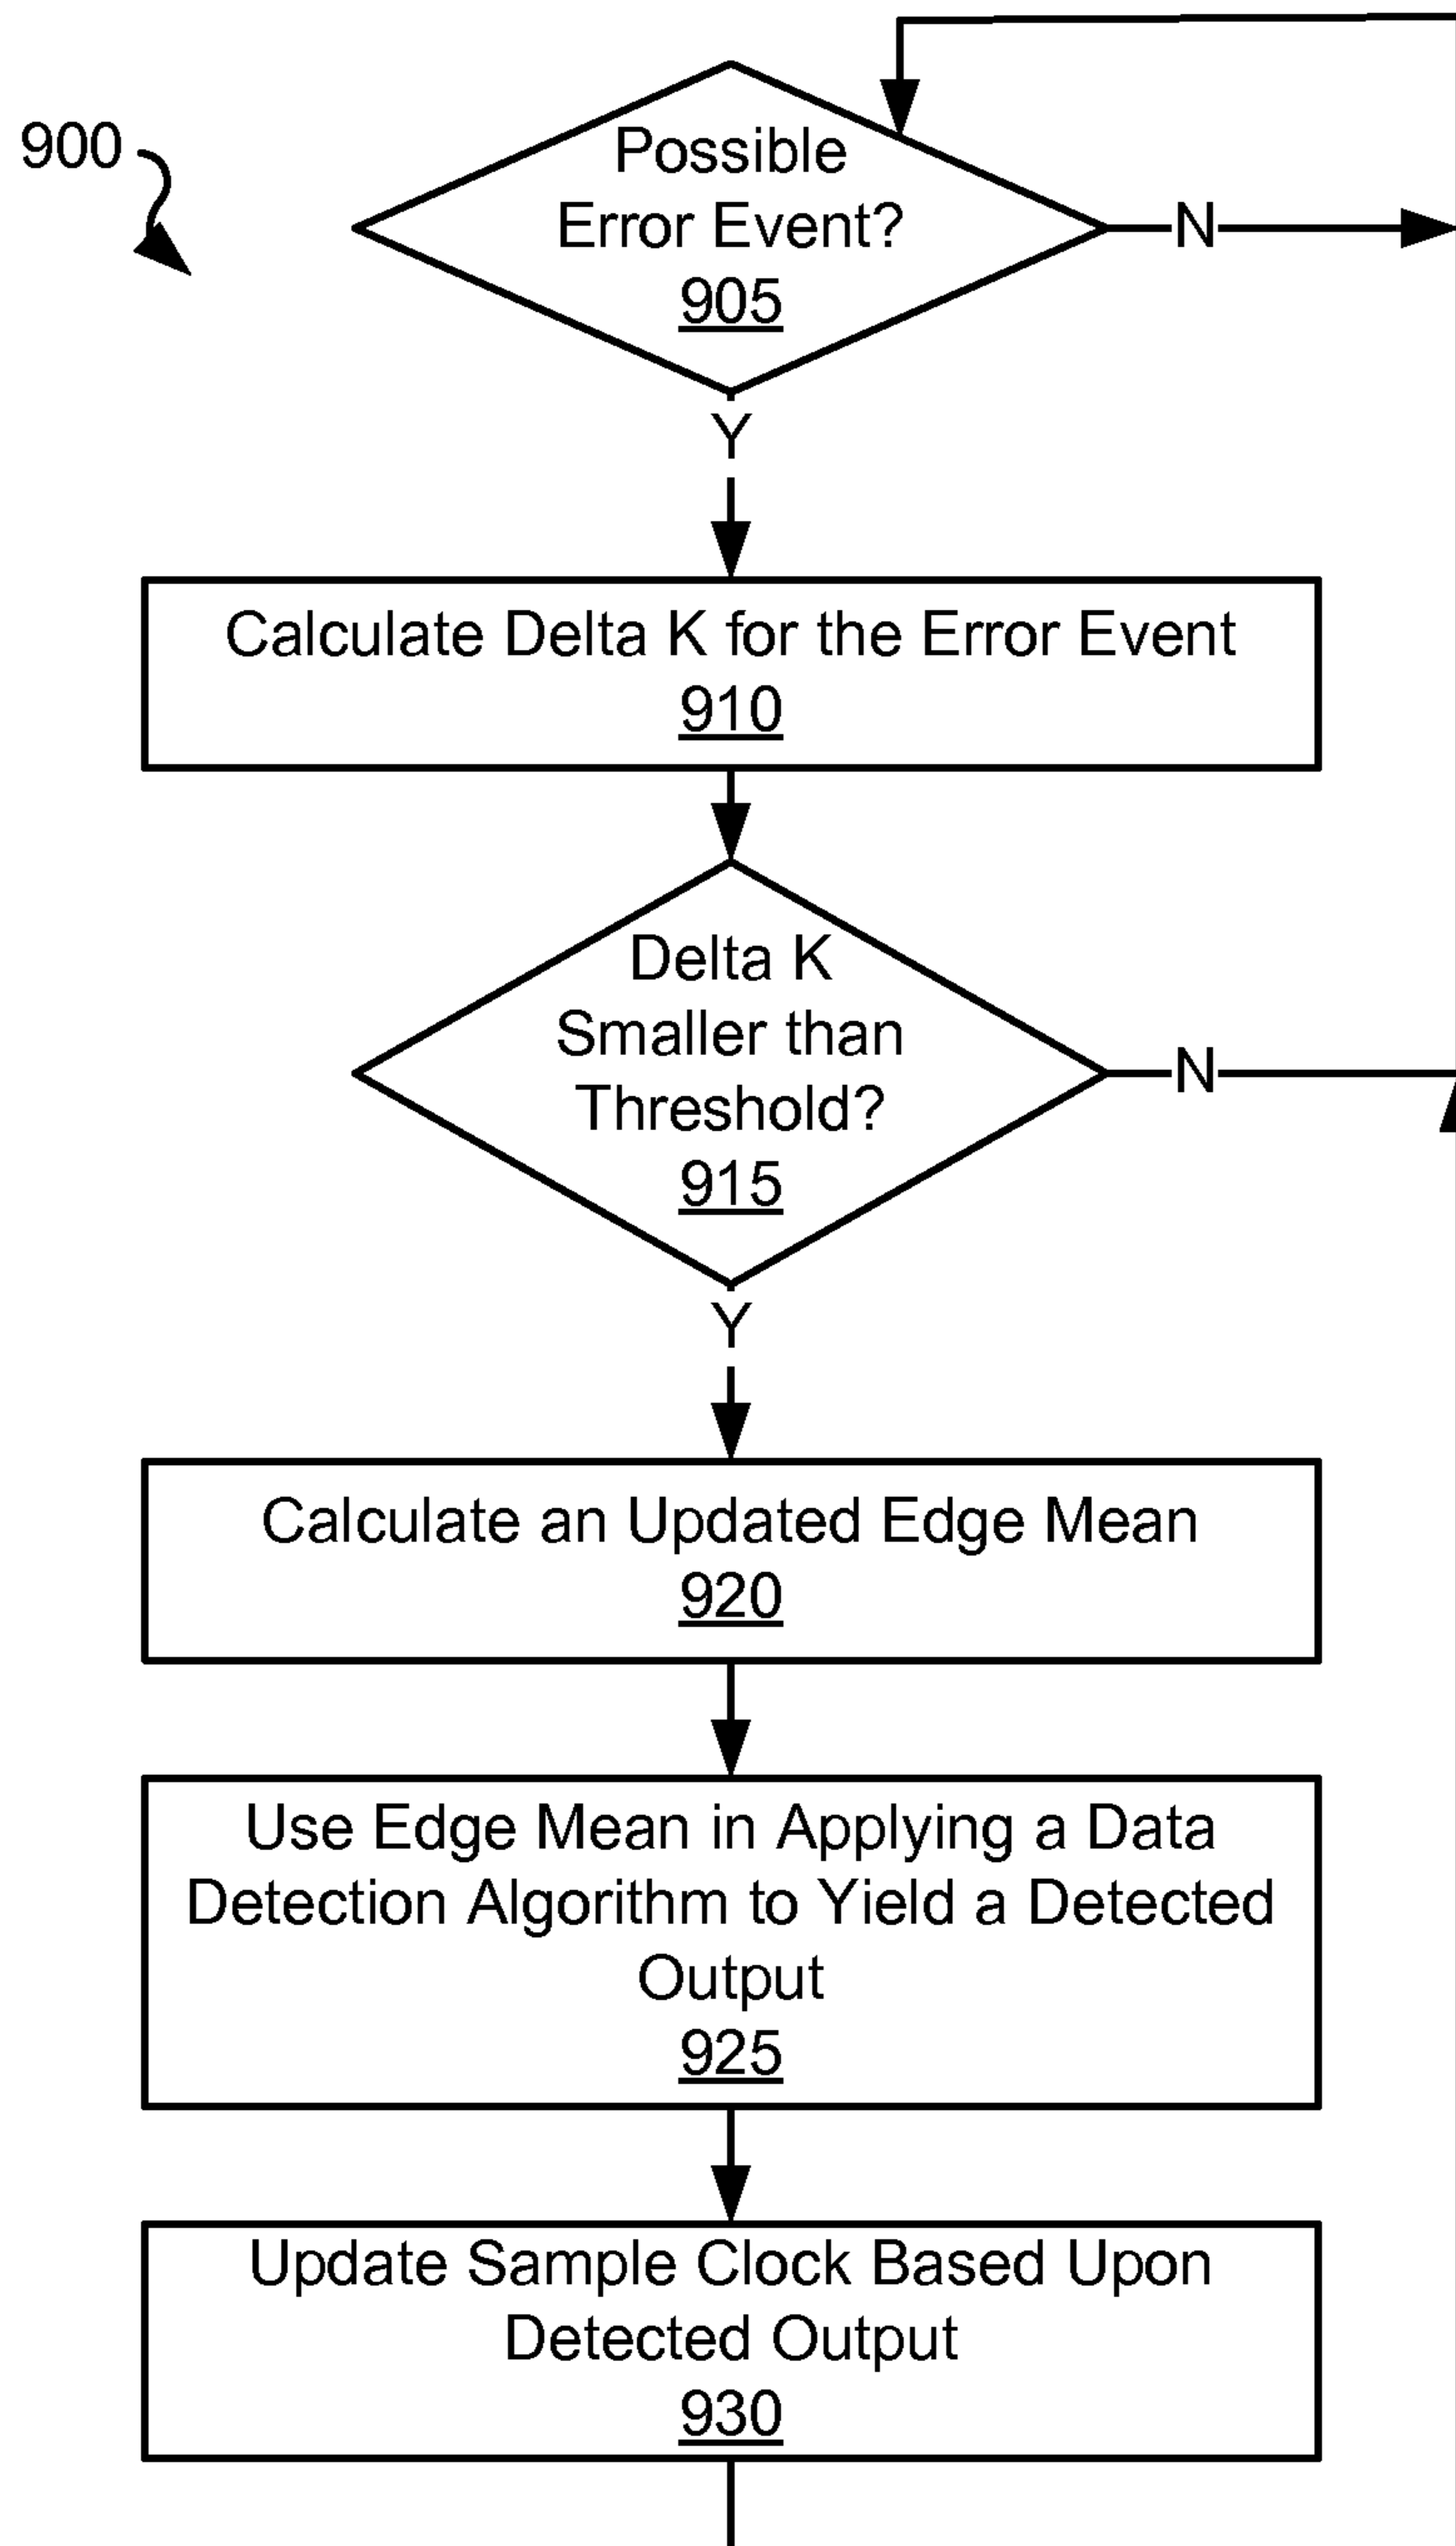 900
Possible
Error Event?
905
N
Y
Calculate Delta K for the Error Event
910
Delta K
Smaller than
Threshold?
915
N
Y
Calculate an Updated Edge Mean
920
Use Edge Mean in Applying a Data
Detection Algorithm to Yield a Detected
Output
925
Update Sample Clock Based Upon
Detected Output
930